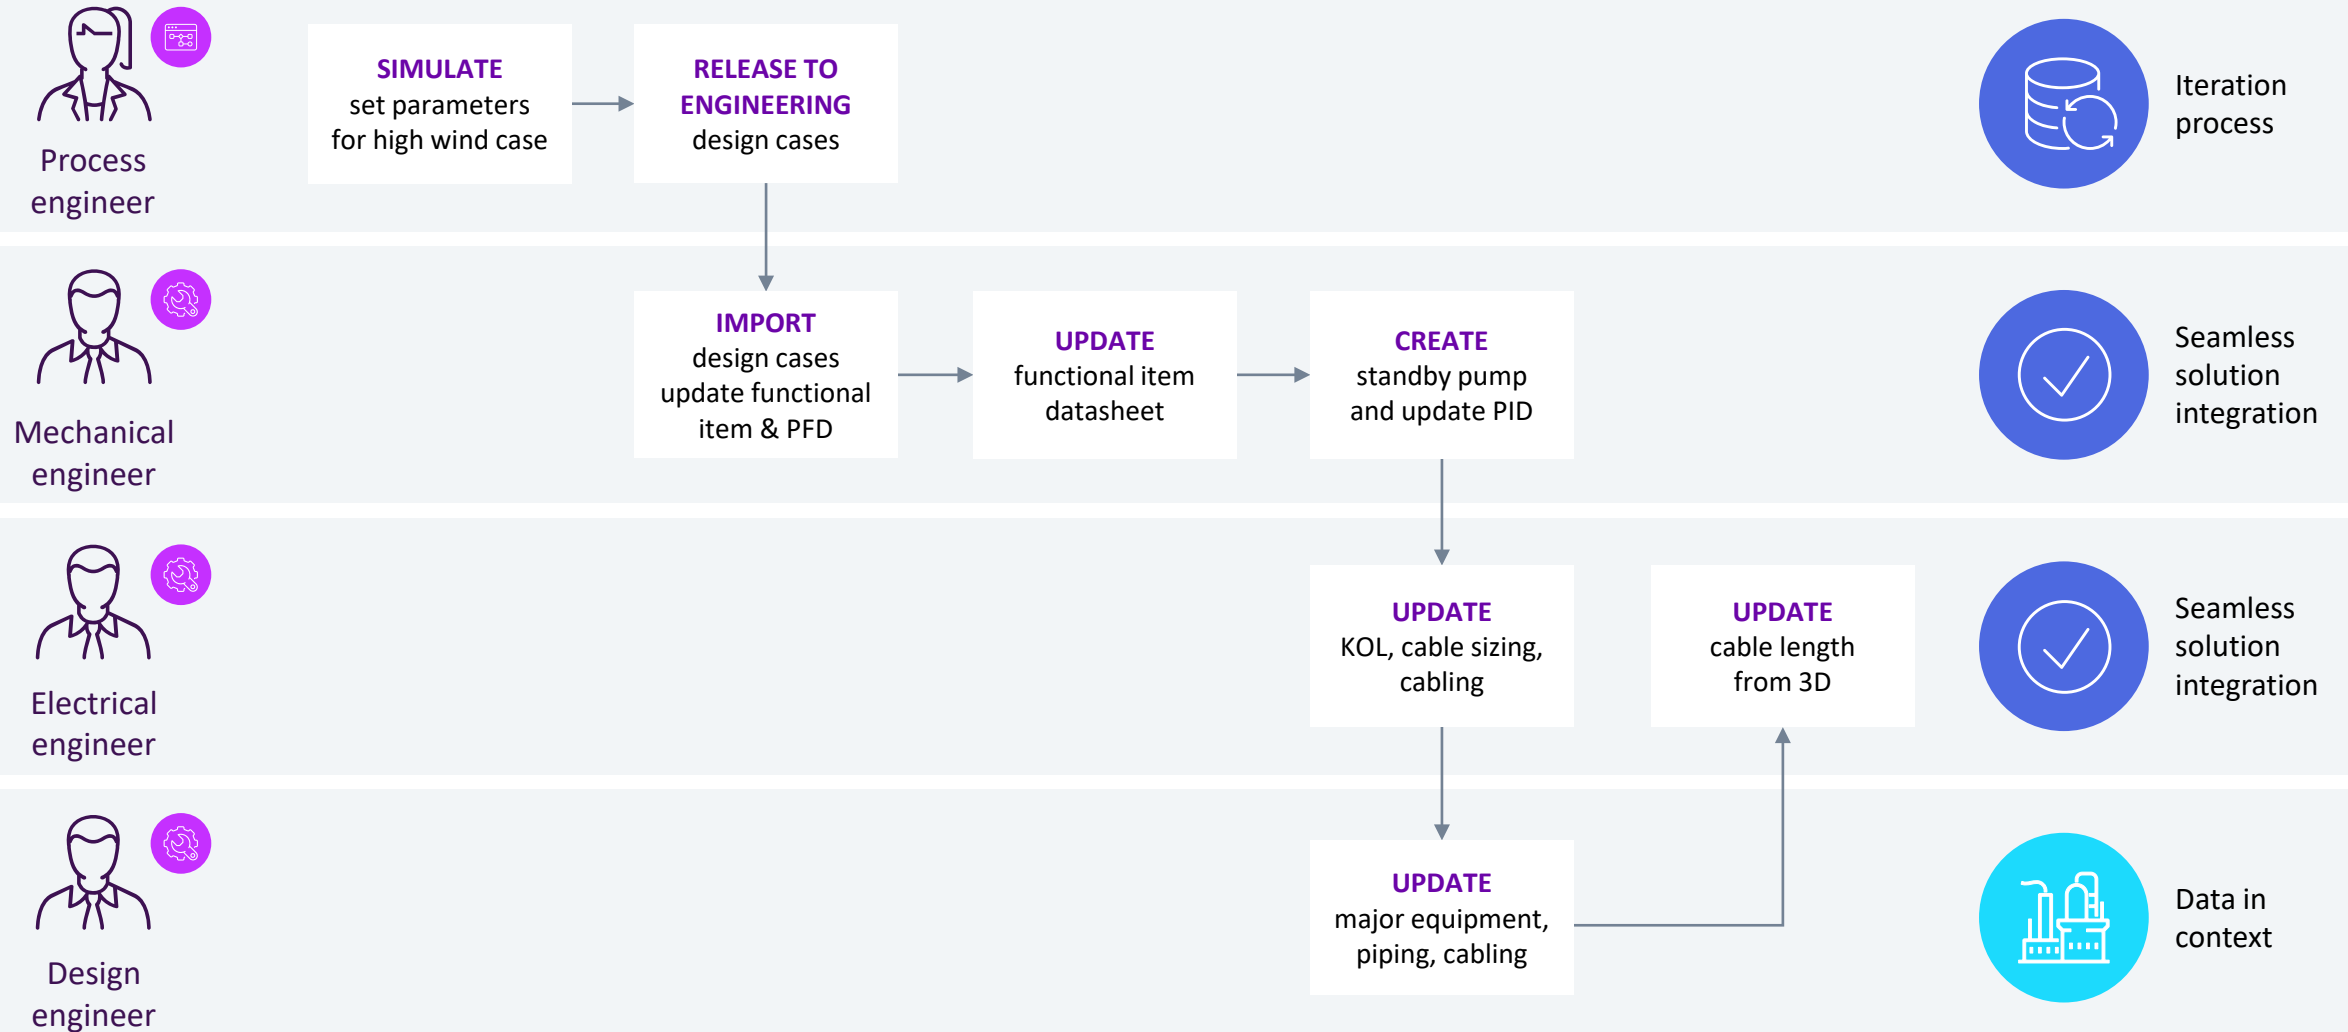 Process
engineer
SIMULATE
set parameters
for high wind case
RELEASE TO
ENGINEERING
design cases
Iteration
process
Mechanical
engineer
IMPORT
design cases
update functional
item & PFD
UPDATE
functional item
datasheet
CREATE
standby pump
and update PID
Seamless
solution
integration
Electrical
engineer
UPDATE
KOL, cable sizing,
cabling
UPDATE
cable length
from 3D
Seamless
solution
integration
Design
engineer
UPDATE
major equipment,
piping, cabling
Data in
context